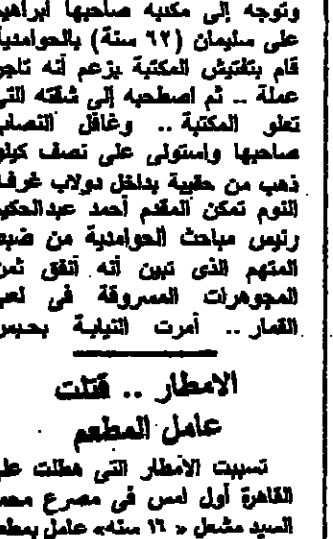 وتوجه إلى مكتبة صاحبها ابراهيم
على سليمان (٦٢ سنة) بالحوامدية
قام بتفتيش المكتبة بزعم أنه تاجر
عملة .. ثم اصطحبه إلى شقته التى
تعلو المكتبة .. وغافل النصاب
صاحبها واستولى على نصف كيلو
ذهب من حقيبة بداخل دولاب غرفة
النوم تمكن المقدم أحمد عبدالحكيم
رئيس مباحث الحوامدية من ضبط
المتهم الذى تبين أنه أنفق ثمن
المجوهرات المسروقة فى لعب
القمار .. أمرت النيابة بحبس
الامطار .. قتلت
عامل المطعم
تسببت الأمطار التى هطلت على
القاهرة أول أمس فى مصرع محمد
السيد مشعل « ١٦ سنة» عامل بمطعم